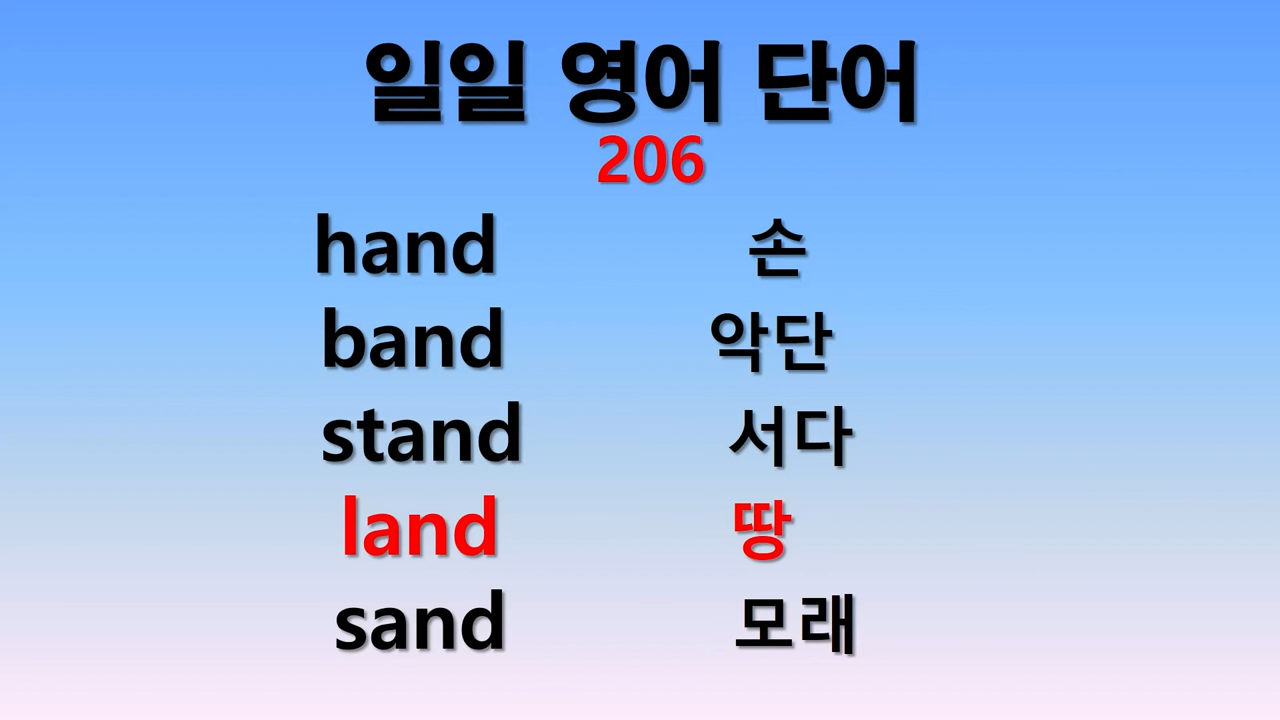 일일 영어 단어
206
hand 손
band 악단
stand 서다
land 땅
sand 모래